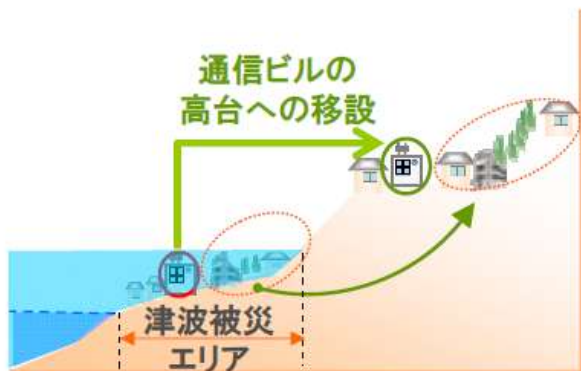 通信ビルの
高台への移設
津波被災
エリア